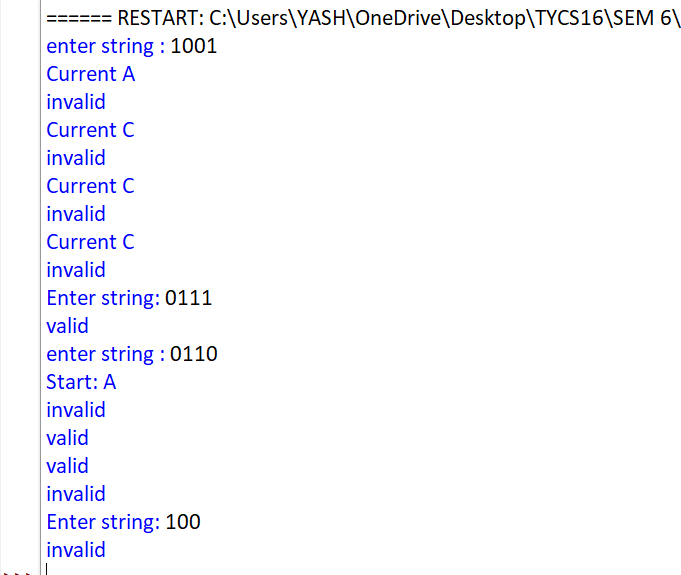 ====== RESTART: C:\Users\YASH\OneDrive\Desktop\TYCS16\SEM 6\
enter string : 1001
Current A
invalid
Current C
invalid
Current C
invalid
Current C
invalid
Enter string: 0111
valid
enter string : 0110
Start: A
invalid
valid
valid
invalid
Enter string: 100
invalid
>>>